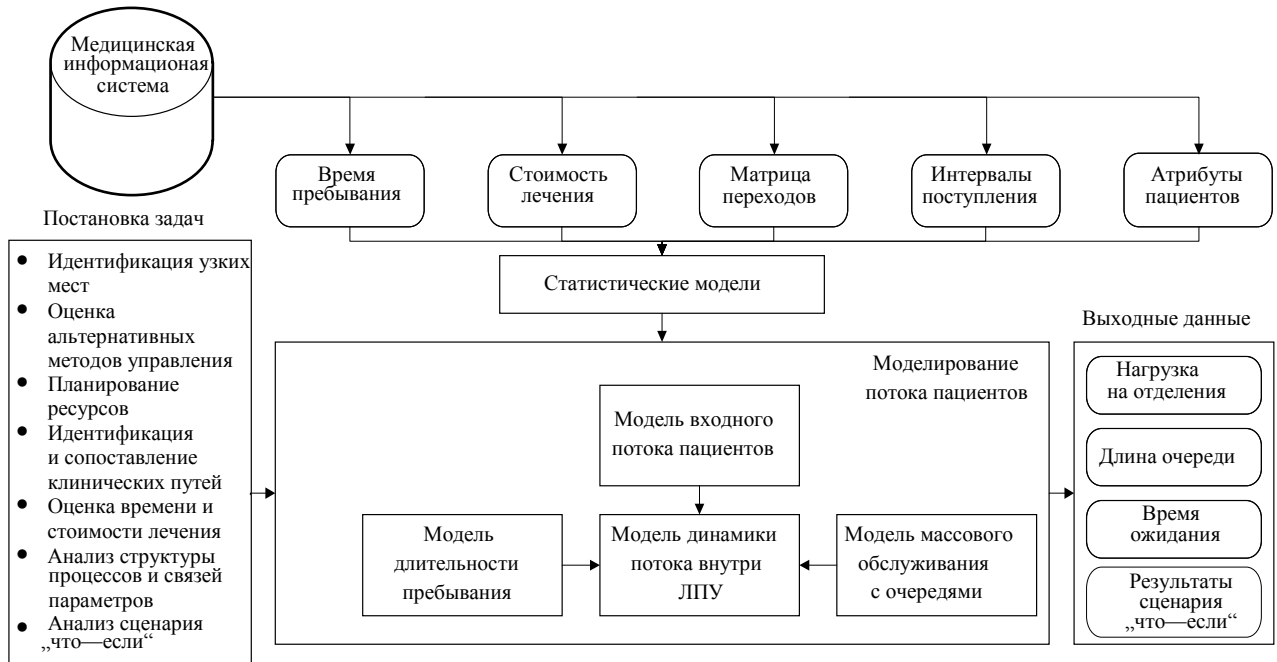 Медицинская
информационая
система
Время
пребывания
Стоимость
лечения
Матрица
переходов
Интервалы
поступления
Атрибуты
пациентов
Постановка задач
• Идентификация узких
мест
• Оценка
альтернативных
методов управления
• Планирование
ресурсов
• Идентификация
и сопоставление
клинических путей
• Оценка времени и
стоимости лечения
• Анализ структуры
процессов и связей
параметров
• Анализ сценария
„что—если“
Статистические модели
Моделирование
потока пациентов
Модель входного
потока пациентов
Модель
длительности
пребывания
Модель динамики
потока внутри
ЛПУ
Модель массового
обслуживания
с очередями
Выходные данные
Нагрузка
на отделения
Длина очереди
Время
ожидания
Результаты
сценария
„что—если“